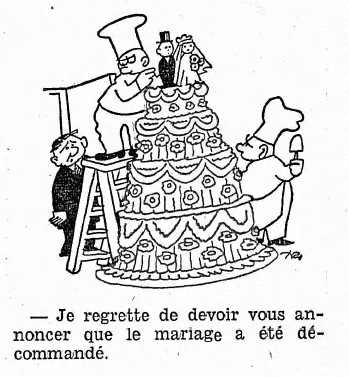 — Je regrette de devoir vous an-
noncer que le mariage a été dé-
commandé.